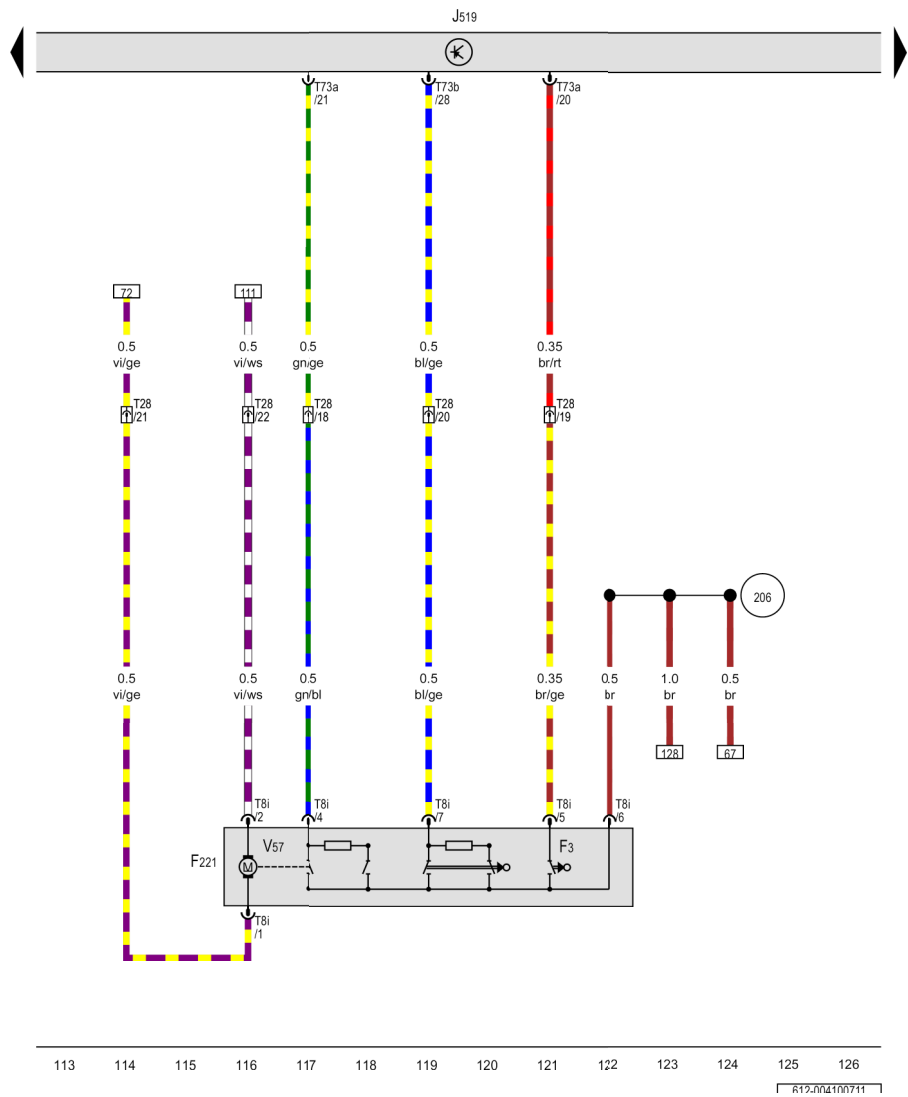 J519
T73a
/21
T73b
/28
T73a
/20
72
111
0.5
vi/ge
0.5
vi/ws
0.5
gn/ge
0.5
bl/ge
0.35
br/rt
T28
/21
T28
/22
T28
/18
T28
/20
T28
/19
206
0.5
vi/ge
0.5
vi/ws
0.5
gn/bl
0.5
bl/ge
0.35
br/ge
0.5
br
1.0
br
0.5
br
128
67
T8i
/2
T8i
/4
T8i
/7
T8i
/5
T8i
/6
F221
V57
F3
M
T8i
/1
113 114 115 116 117 118 119 120 121 122 123 124 125 126
612-004100711